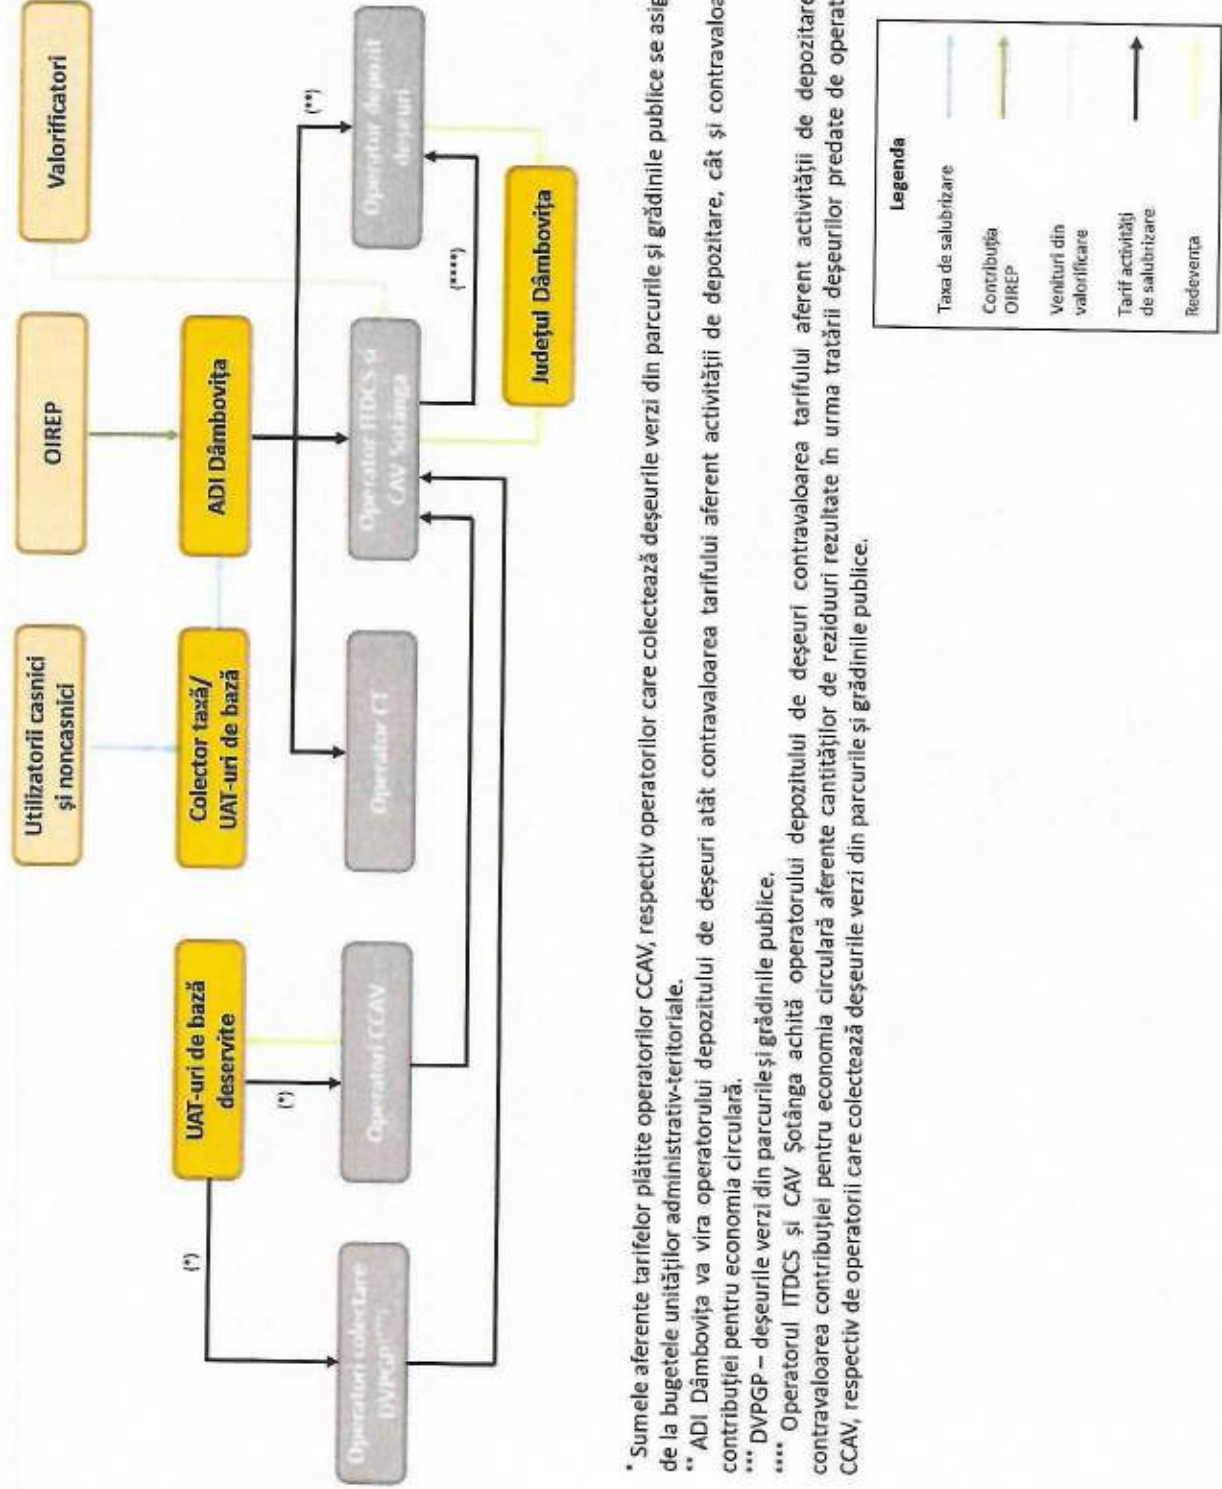 Utilizatorii casnici
și noncasnici
OIREP
Valorificatori
UAT-uri de bază
deservite
Colector taxă/
UAT-uri de bază
ADI Dâmbovița
(*)
(*)
(**)
Operatori colectare
DVPGP(***)
Operatori CCAV
Operator CT
Operator ITDCS si
CAV Sotânga
Operator depozit
deșeuri
(****)
Județul Dâmbovița
* Sumele aferente tarifelor plătite operatorilor CCAV, respectiv operatorilor care colectează deșeurile verzi din parcurile și grădinile publice se asig
de la bugetele unităților administrativ-teritoriale.
** ADI Dâmbovița va vira operatorului depozitului de deșeuri atât contravaloarea tarifului aferent activității de depozitare, cât și contravaloa
contribuției pentru economia circulară.
*** DVPGP – deșeurile verzi din parcurile și grădinile publice.
**** Operatorul ITDCS și CAV Șotânga achită operatorului depozitului de deșeuri contravaloarea tarifului aferent activității de depozitare
contravaloarea contribuției pentru economia circulară aferente cantităților de reziduuri rezultate în urma tratării deșeurilor predate de operat
CCAV, respectiv de operatorii care colectează deșeurile verzi din parcurile și grădinile publice.
Legenda
Taxa de salubrizare
Contribuția
OIREP
Venituri din
valorificare
Tarif activități
de salubrizare
Redevența